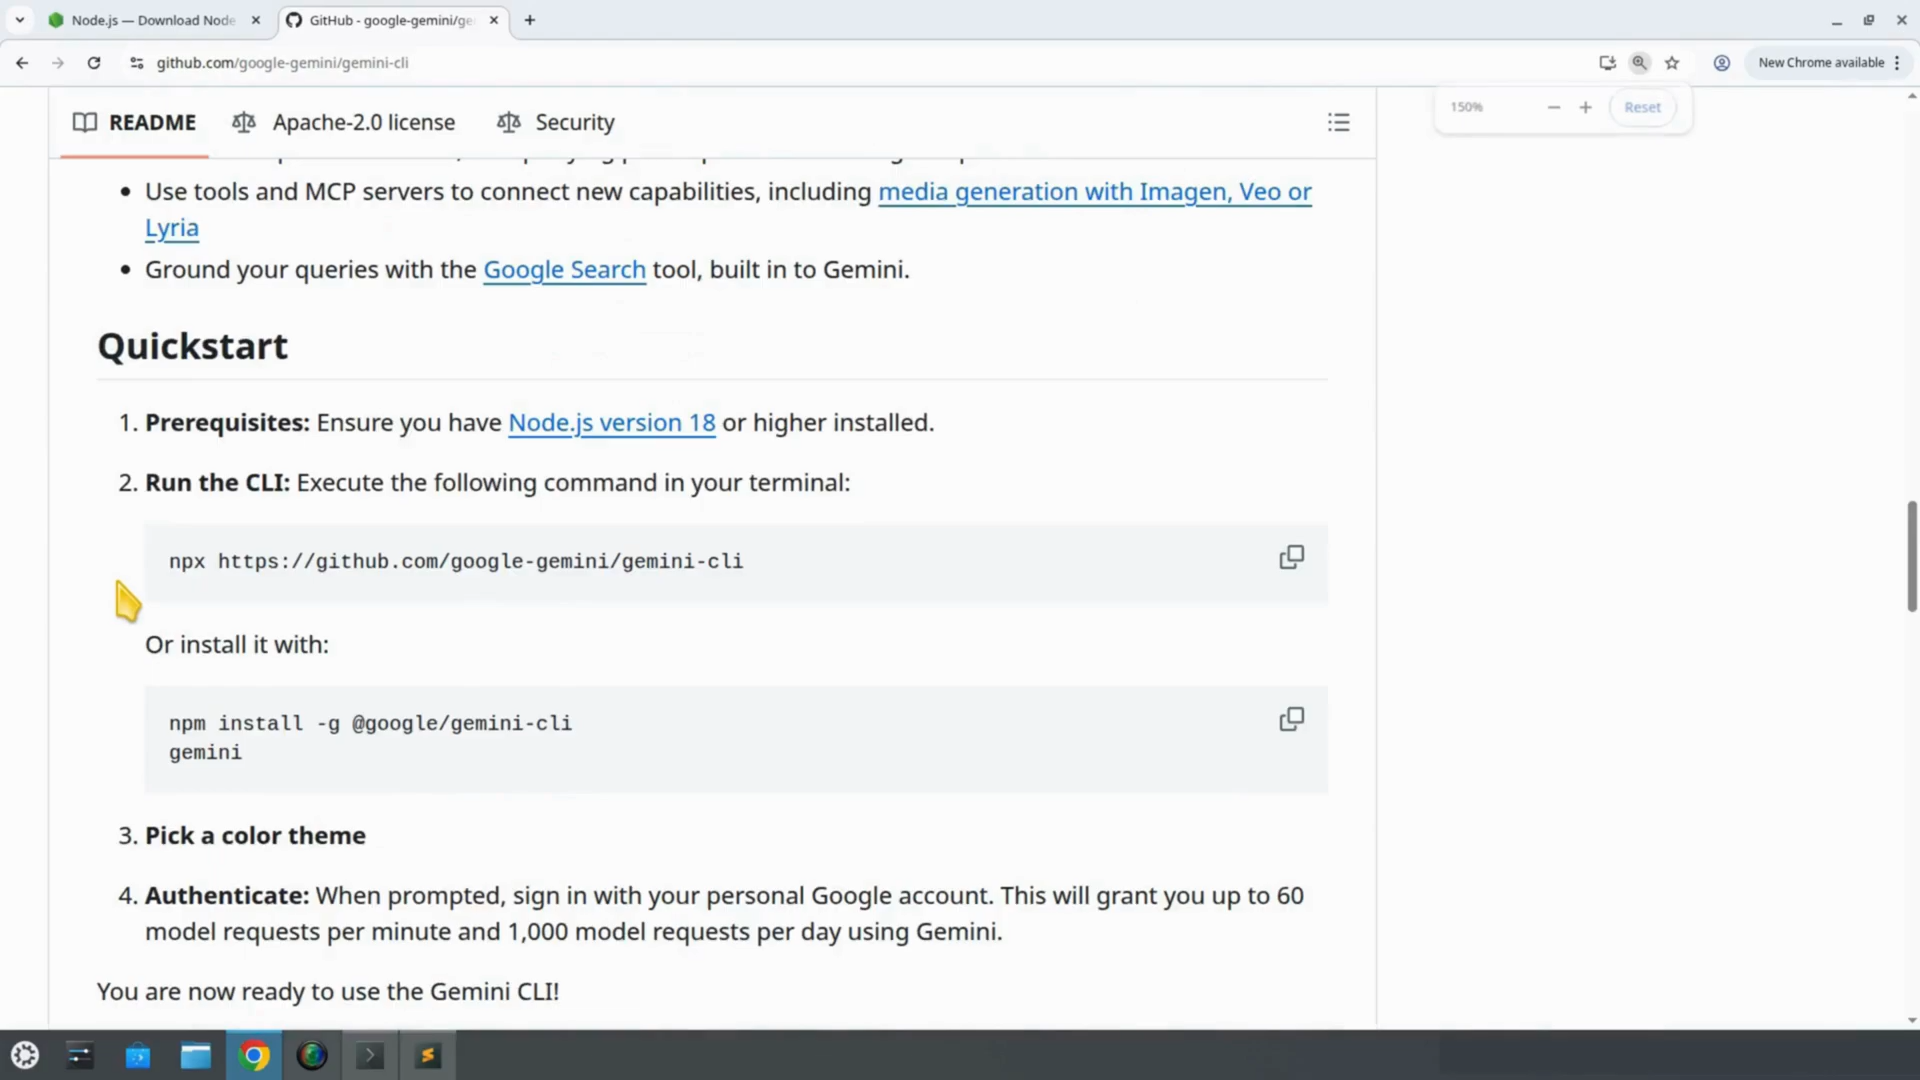 Node.js — Download Node
GitHub - google-gemini/ge
github.com/google-gemini/gemini-cli
New Chrome available
README
Apache-2.0 license
Security
150%
Reset
• Use tools and MCP servers to connect new capabilities, including media generation with Imagen, Veo or
Lyria
• Ground your queries with the Google Search tool, built in to Gemini.
Quickstart
1. Prerequisites: Ensure you have Node.js version 18 or higher installed.
2. Run the CLI: Execute the following command in your terminal:
npx https://github.com/google-gemini/gemini-cli
Or install it with:
npm install -g @google/gemini-cli
gemini
3. Pick a color theme
4. Authenticate: When prompted, sign in with your personal Google account. This will grant you up to 60
model requests per minute and 1,000 model requests per day using Gemini.
You are now ready to use the Gemini CLI!